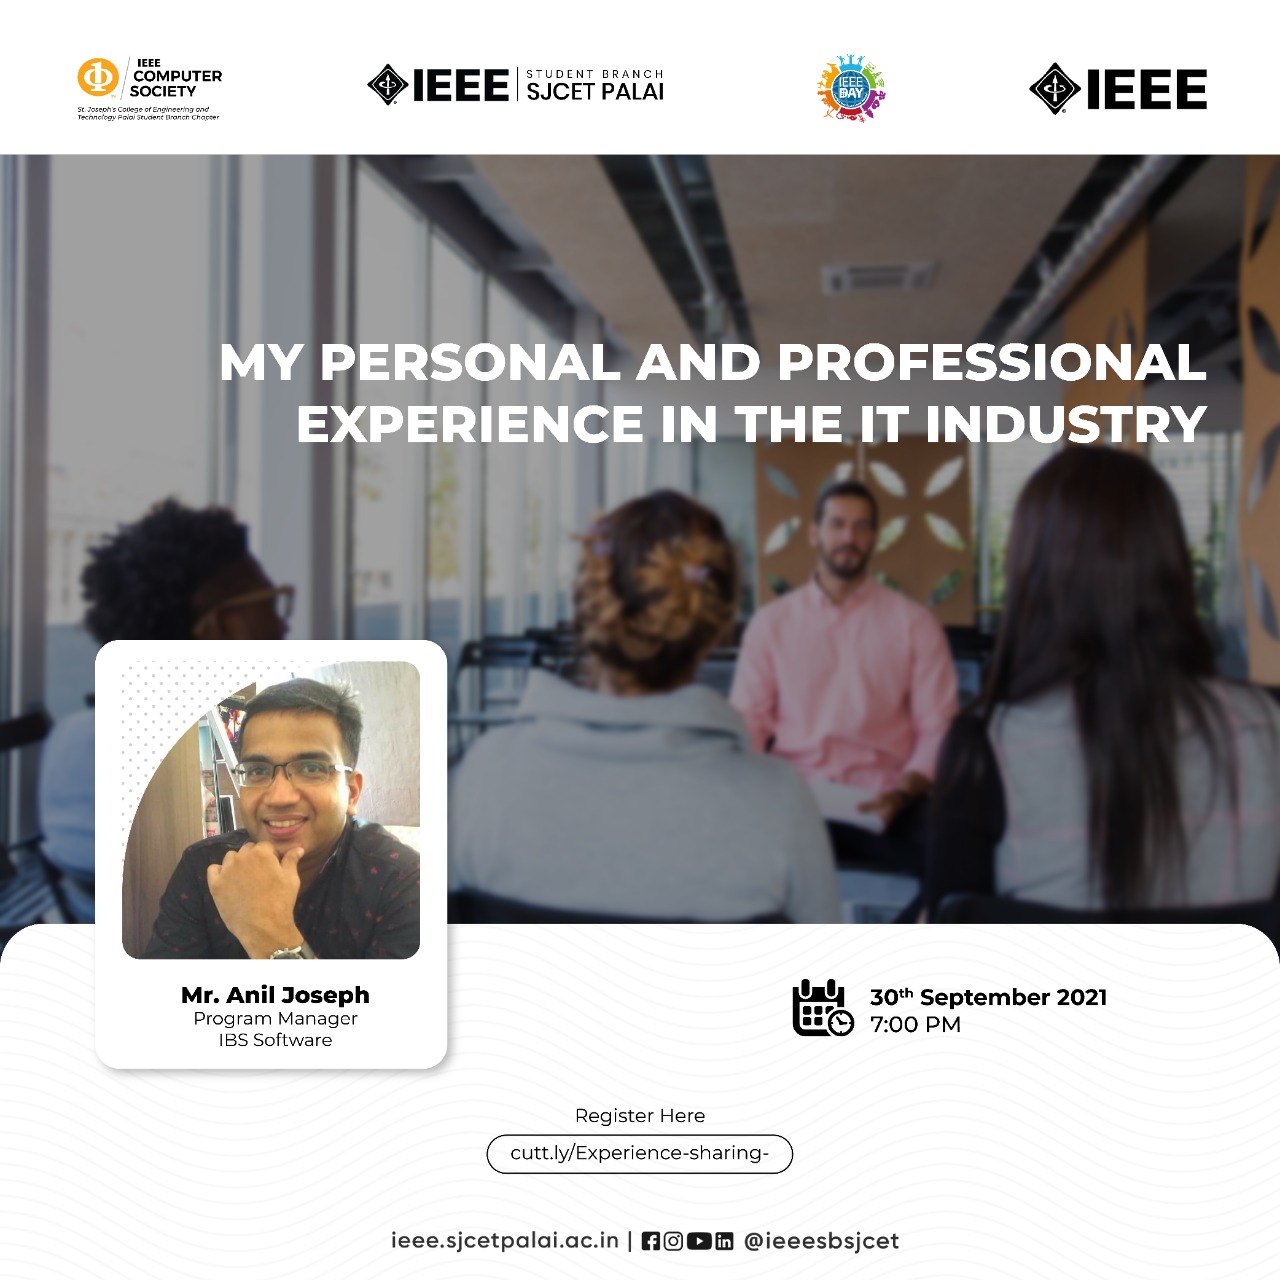 IEEE
COMPUTER
SOCIETY
St. Joseph's College of Engineering and
Technology Palai Student Branch Chapter
IEEE
STUDENT BRANCH
SJCET PALAI
IEEE
DAY
IEEE
MY PERSONAL AND PROFESSIONAL
EXPERIENCE IN THE IT INDUSTRY
Mr. Anil Joseph
Program Manager
IBS Software
30th September 2021
7:00 PM
Register Here
cutt.ly/Experience-sharing-
ieee.sjcetpalai.ac.in | @ieeesbsjcet